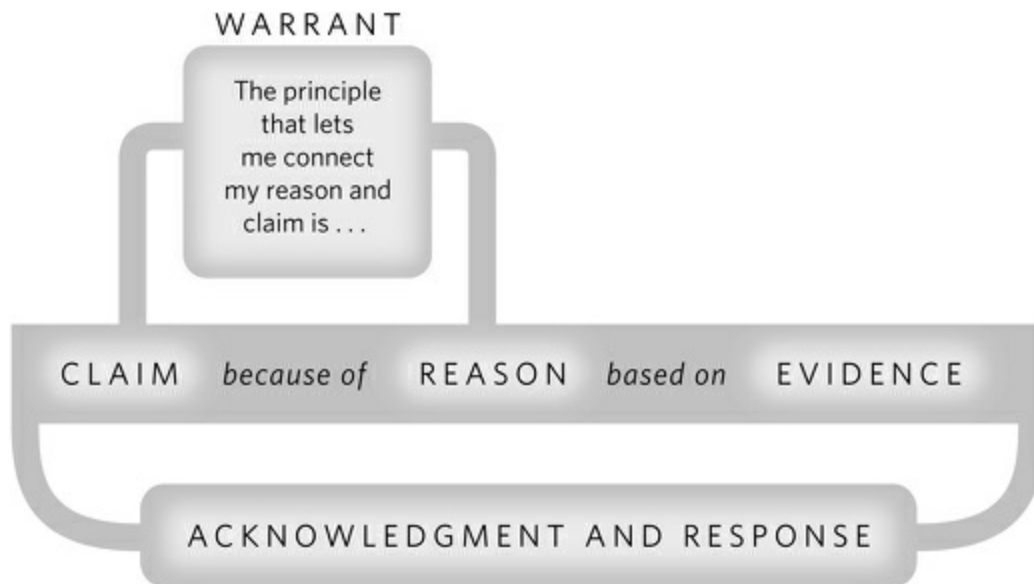 WARRANT
The principle
that lets
me connect
my reason and
claim is . . .
CLAIM because of REASON based on EVIDENCE
ACKNOWLEDGMENT AND RESPONSE